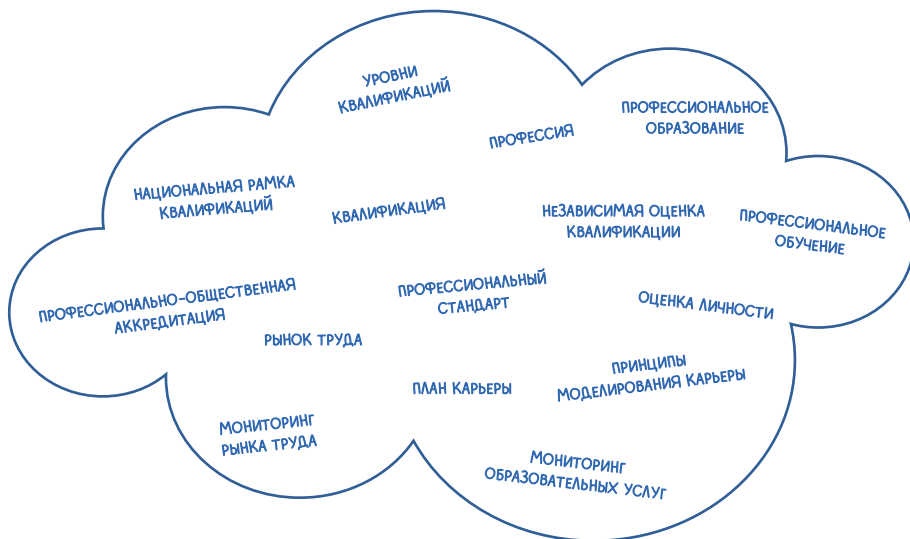 УРОВНИ
КВАЛИФИКАЦИЙ
ПРОФЕССИЯ
ПРОФЕССИОНАЛЬНОЕ
ОБРАЗОВАНИЕ
НАЦИОНАЛЬНАЯ РАМКА
КВАЛИФИКАЦИЙ
КВАЛИФИКАЦИЯ
НЕЗАВИСИМАЯ ОЦЕНКА
КВАЛИФИКАЦИИ
ПРОФЕССИОНАЛЬНОЕ
ОБУЧЕНИЕ
ПРОФЕССИОНАЛЬНО-ОБЩЕСТВЕННАЯ
АККРЕДИТАЦИЯ
ПРОФЕССИОНАЛЬНЫЙ
СТАНДАРТ
ОЦЕНКА ЛИЧНОСТИ
РЫНОК ТРУДА
ПЛАН КАРЬЕРЫ
ПРИНЦИПЫ
МОДЕЛИРОВАНИЯ КАРЬЕРЫ
МОНИТОРИНГ
РЫНКА ТРУДА
МОНИТОРИНГ
ОБРАЗОВАТЕЛЬНЫХ УСЛУГ